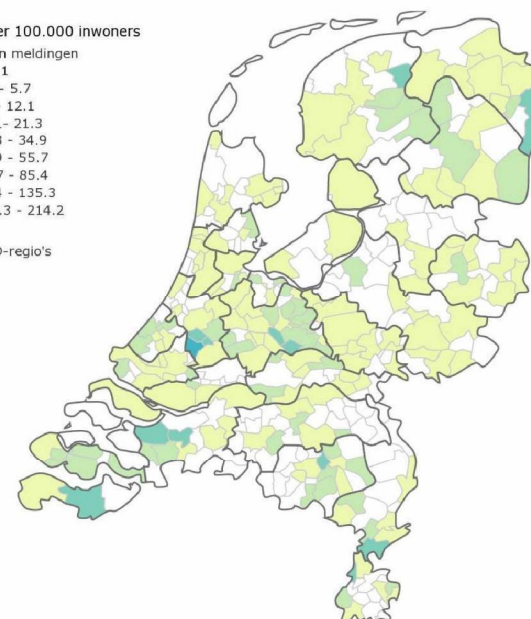 er 100.000 inwoners
n meldingen
1
- 5.7
- 12.1
- 21.3
- 34.9
- 55.7
- 85.4
- 135.3
.3 - 214.2
D-regio's